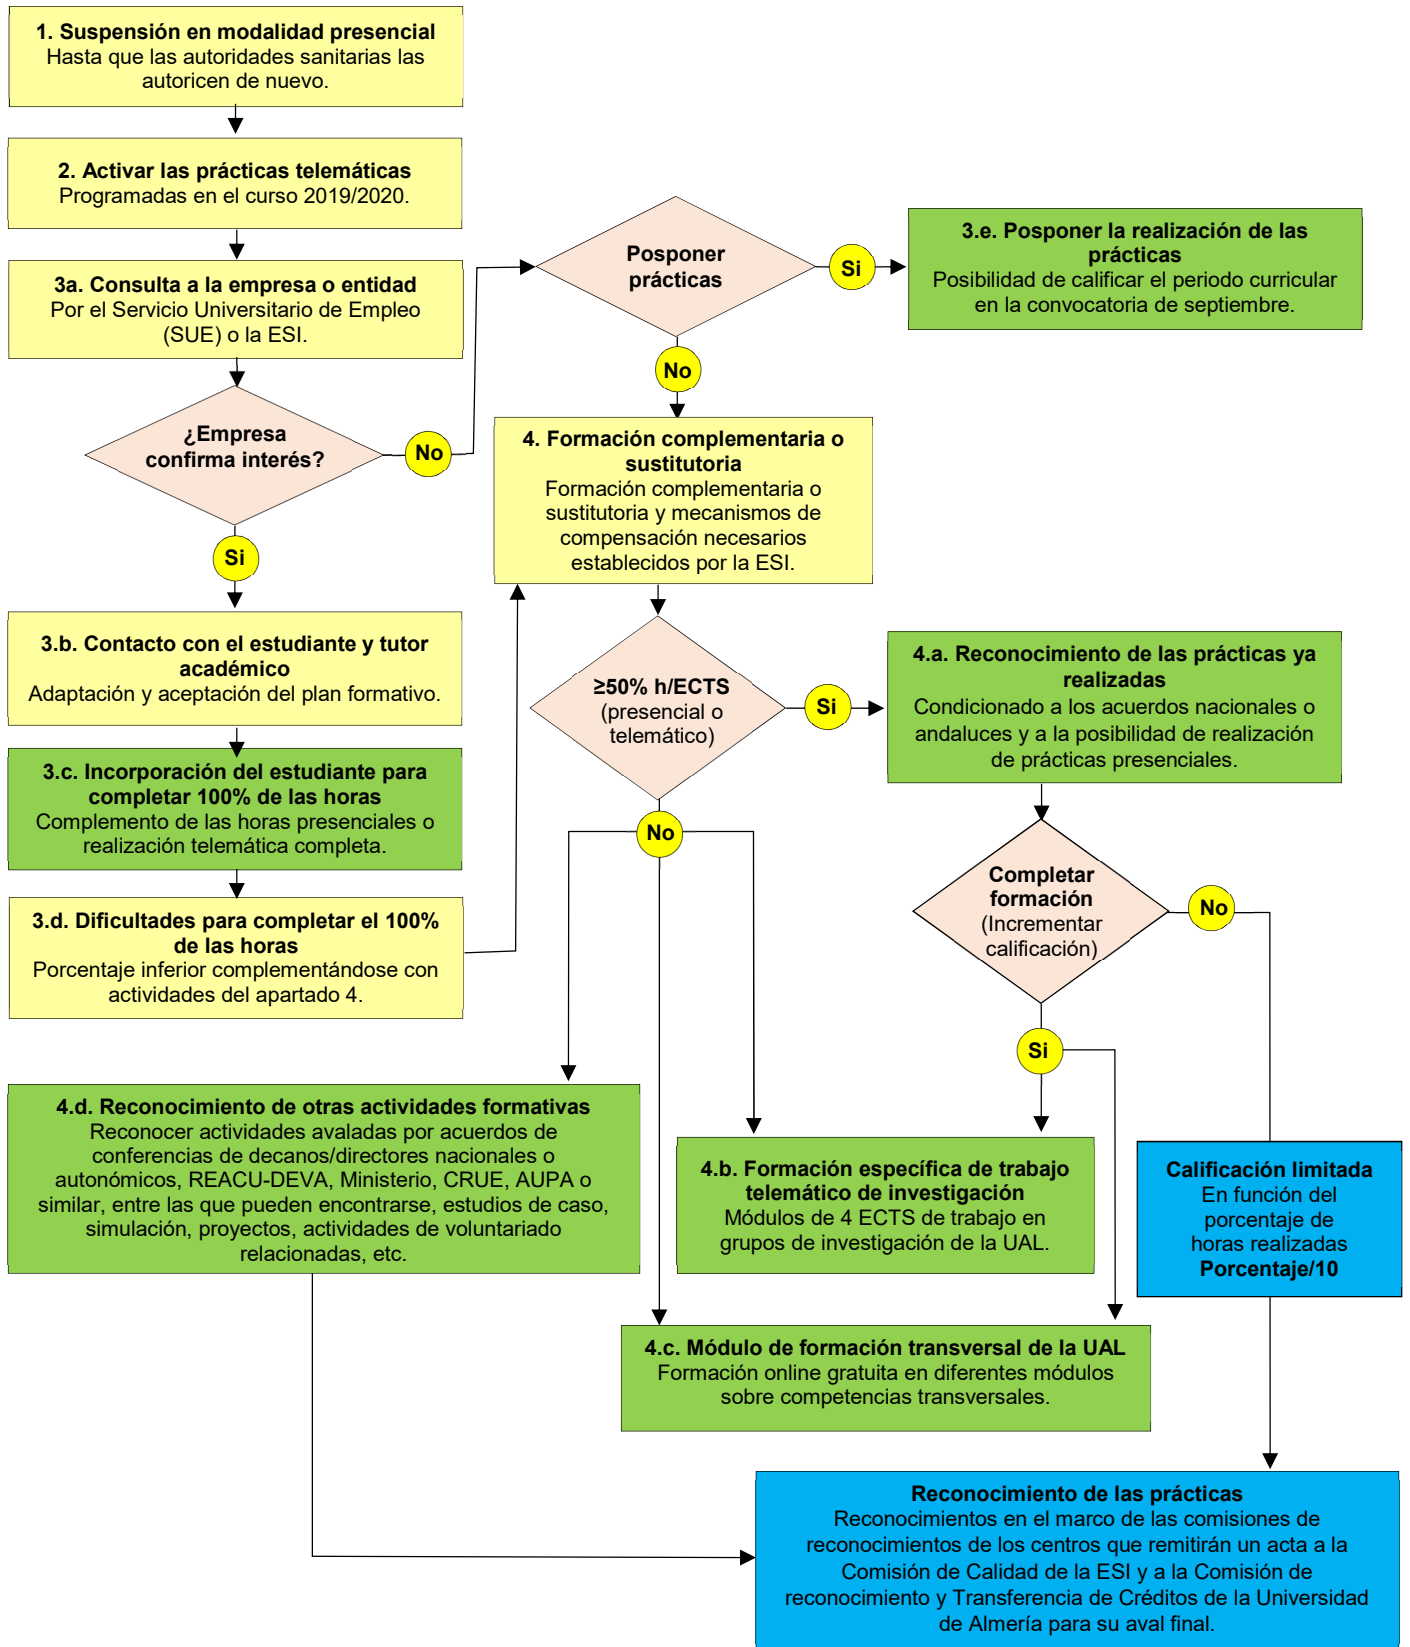 1. Suspensión en modalidad presencial
Hasta que las autoridades sanitarias las
autoricen de nuevo.
2. Activar las prácticas telemáticas
Programadas en el curso 2019/2020.
3a. Consulta a la empresa o entidad
Por el Servicio Universitario de Empleo
(SUE) o la ESI.
¿Empresa
confirma interés?
No
Si
Posponer
prácticas
Si
3.e. Posponer la realización de las
prácticas
Posibilidad de calificar el periodo curricular
en la convocatoria de septiembre.
No
4. Formación complementaria o
sustitutoria
Formación complementaria o
sustitutoria y mecanismos de
compensación necesarios
establecidos por la ESI.
3.b. Contacto con el estudiante y tutor
académico
Adaptación y aceptación del plan formativo.
3.c. Incorporación del estudiante para
completar 100% de las horas
Complemento de las horas presenciales o
realización telemática completa.
3.d. Dificultades para completar el 100%
de las horas
Porcentaje inferior complementándose con
actividades del apartado 4.
≥50% h/ECTS
(presencial o
telemático)
Si
No
4.a. Reconocimiento de las prácticas ya
realizadas
Condicionado a los acuerdos nacionales o
andaluces y a la posibilidad de realización
de prácticas presenciales.
Completar
formación
(Incrementar
calificación)
No
Si
4.d. Reconocimiento de otras actividades formativas
Reconocer actividades avaladas por acuerdos de
conferencias de decanos/directores nacionales o
autonómicos, REACU-DEVA, Ministerio, CRUE, AUPA o
similar, entre las que pueden encontrarse, estudios de caso,
simulación, proyectos, actividades de voluntariado
relacionadas, etc.
4.b. Formación específica de trabajo
telemático de investigación
Módulos de 4 ECTS de trabajo en
grupos de investigación de la UAL.
Calificación limitada
En función del
porcentaje de
horas realizadas
Porcentaje/10
4.c. Módulo de formación transversal de la UAL
Formación online gratuita en diferentes módulos
sobre competencias transversales.
Reconocimiento de las prácticas
Reconocimientos en el marco de las comisiones de
reconocimientos de los centros que remitirán un acta a la
Comisión de Calidad de la ESI y a la Comisión de
reconocimiento y Transferencia de Créditos de la Universidad
de Almería para su aval final.